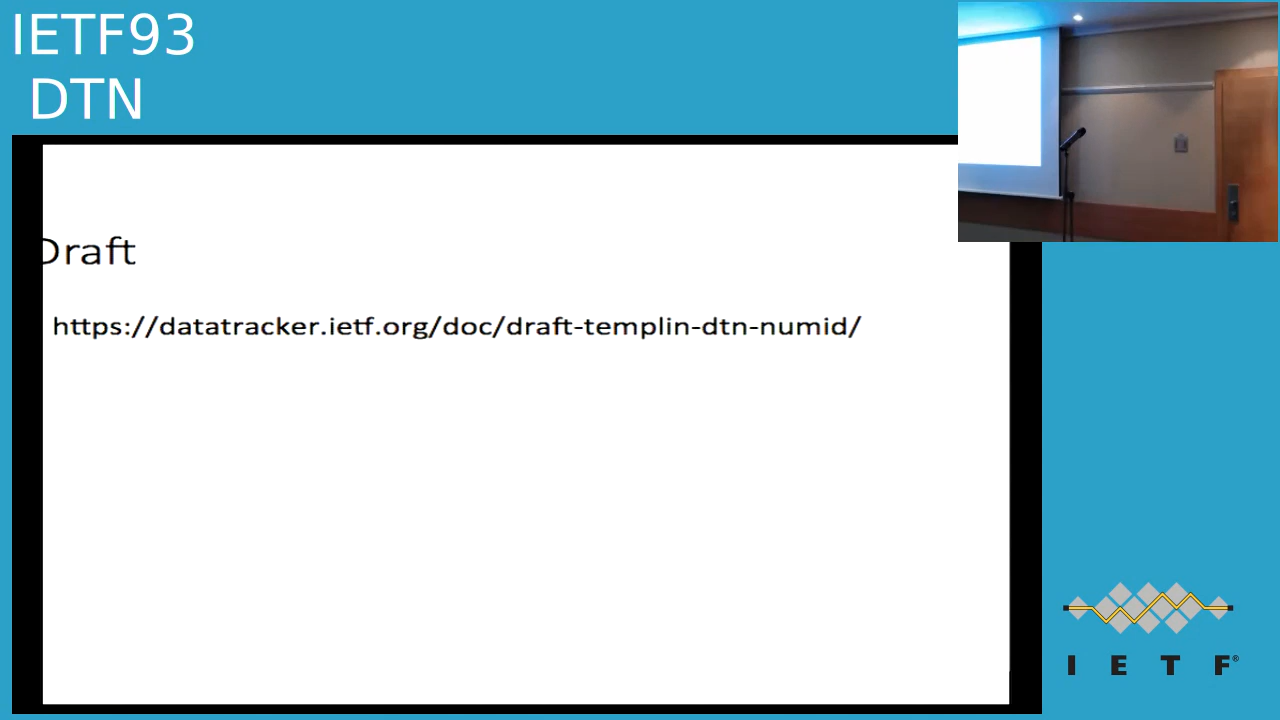 IETF93
DTN
Draft
https://datatracker.ietf.org/doc/draft-templin-dtn-numid/
I E T F®